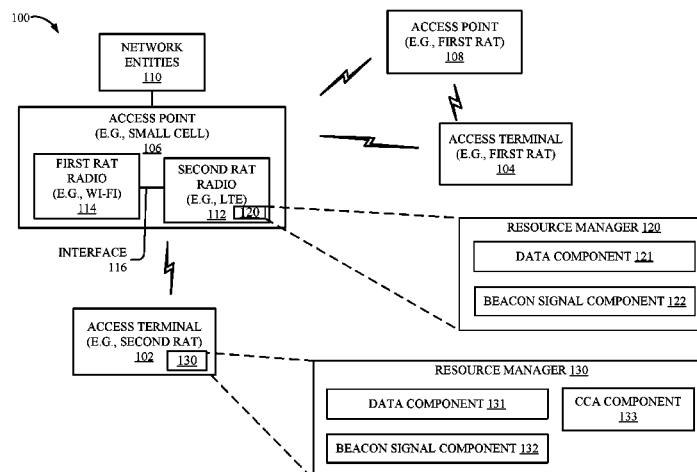 100
NETWORK
ENTITIES
110
ACCESS POINT
(E.G., FIRST RAT)
108
ACCESS POINT
(E.G., SMALL CELL)
106
FIRST RAT
RADIO
(E.G., WI-FI)
114
SECOND RAT
RADIO
(E.G., LTE)
112 120
ACCESS TERMINAL
(E.G., FIRST RAT)
104
INTERFACE
116
RESOURCE MANAGER 120
DATA COMPONENT 121
BEACON SIGNAL COMPONENT 122
ACCESS TERMINAL
(E.G., SECOND RAT)
102 130
RESOURCE MANAGER 130
DATA COMPONENT 131
CCA COMPONENT
133
BEACON SIGNAL COMPONENT 132